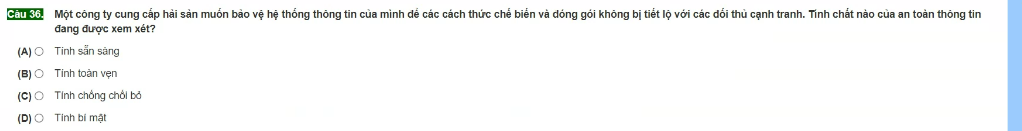 Câu 36. Một công ty cung cấp hải sản muốn bảo vệ hệ thống thông tin của mình để các cách thức chế biến và đóng gói không bị tiết lộ với các đối thủ cạnh tranh. Tính chất nào của an toàn thông tin
đang được xem xét?
(A) Tính sẵn sàng
(B) Tính toàn vẹn
(C) Tính chống chối bỏ
(D) Tính bí mật